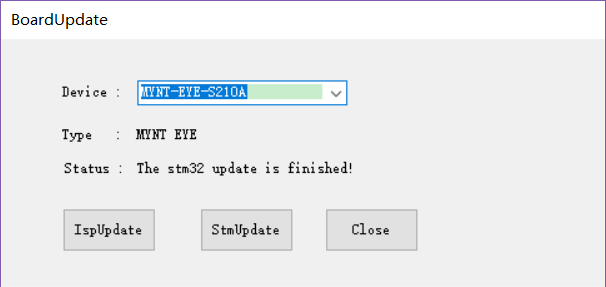 BoardUpdate
Device : MYNT-EYE-S210A
Type : MYNT EYE
Status : The stm32 update is finished!
IspUpdate StmUpdate Close